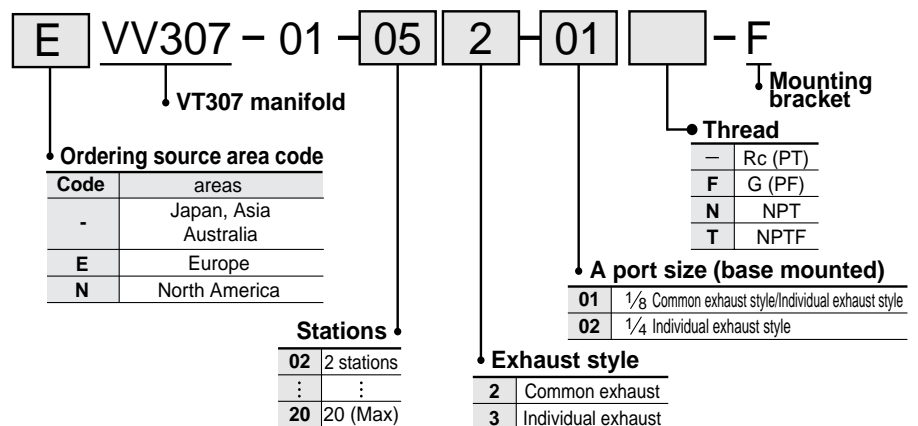 E VV307 – 01 – 05 2 – 01 – F
VT307 manifold
Mounting
bracket
Ordering source area code
Code areas
- Japan, Asia
Australia
E Europe
N North America
Thread
– Rc (PT)
F G (PF)
N NPT
T NPTF
A port size (base mounted)
01 1/8 Common exhaust style/Individual exhaust style
02 1/4 Individual exhaust style
Stations
02 2 stations
⋮ ⋮
20 20 (Max)
Exhaust style
2 Common exhaust
3 Individual exhaust